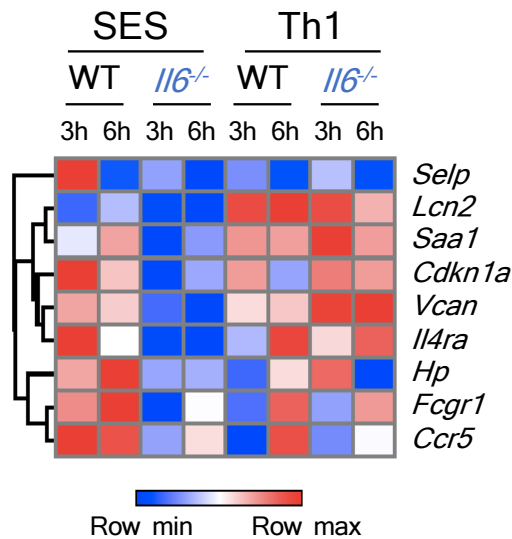 SES Th1
WT Il6-/- WT Il6-/-
3h 6h 3h 6h 3h 6h 3h 6h
Selp
Lcn2
Saa1
Cdkn1a
Vcan
Il4ra
Hp
Fcgr1
Ccr5
Row min Row max